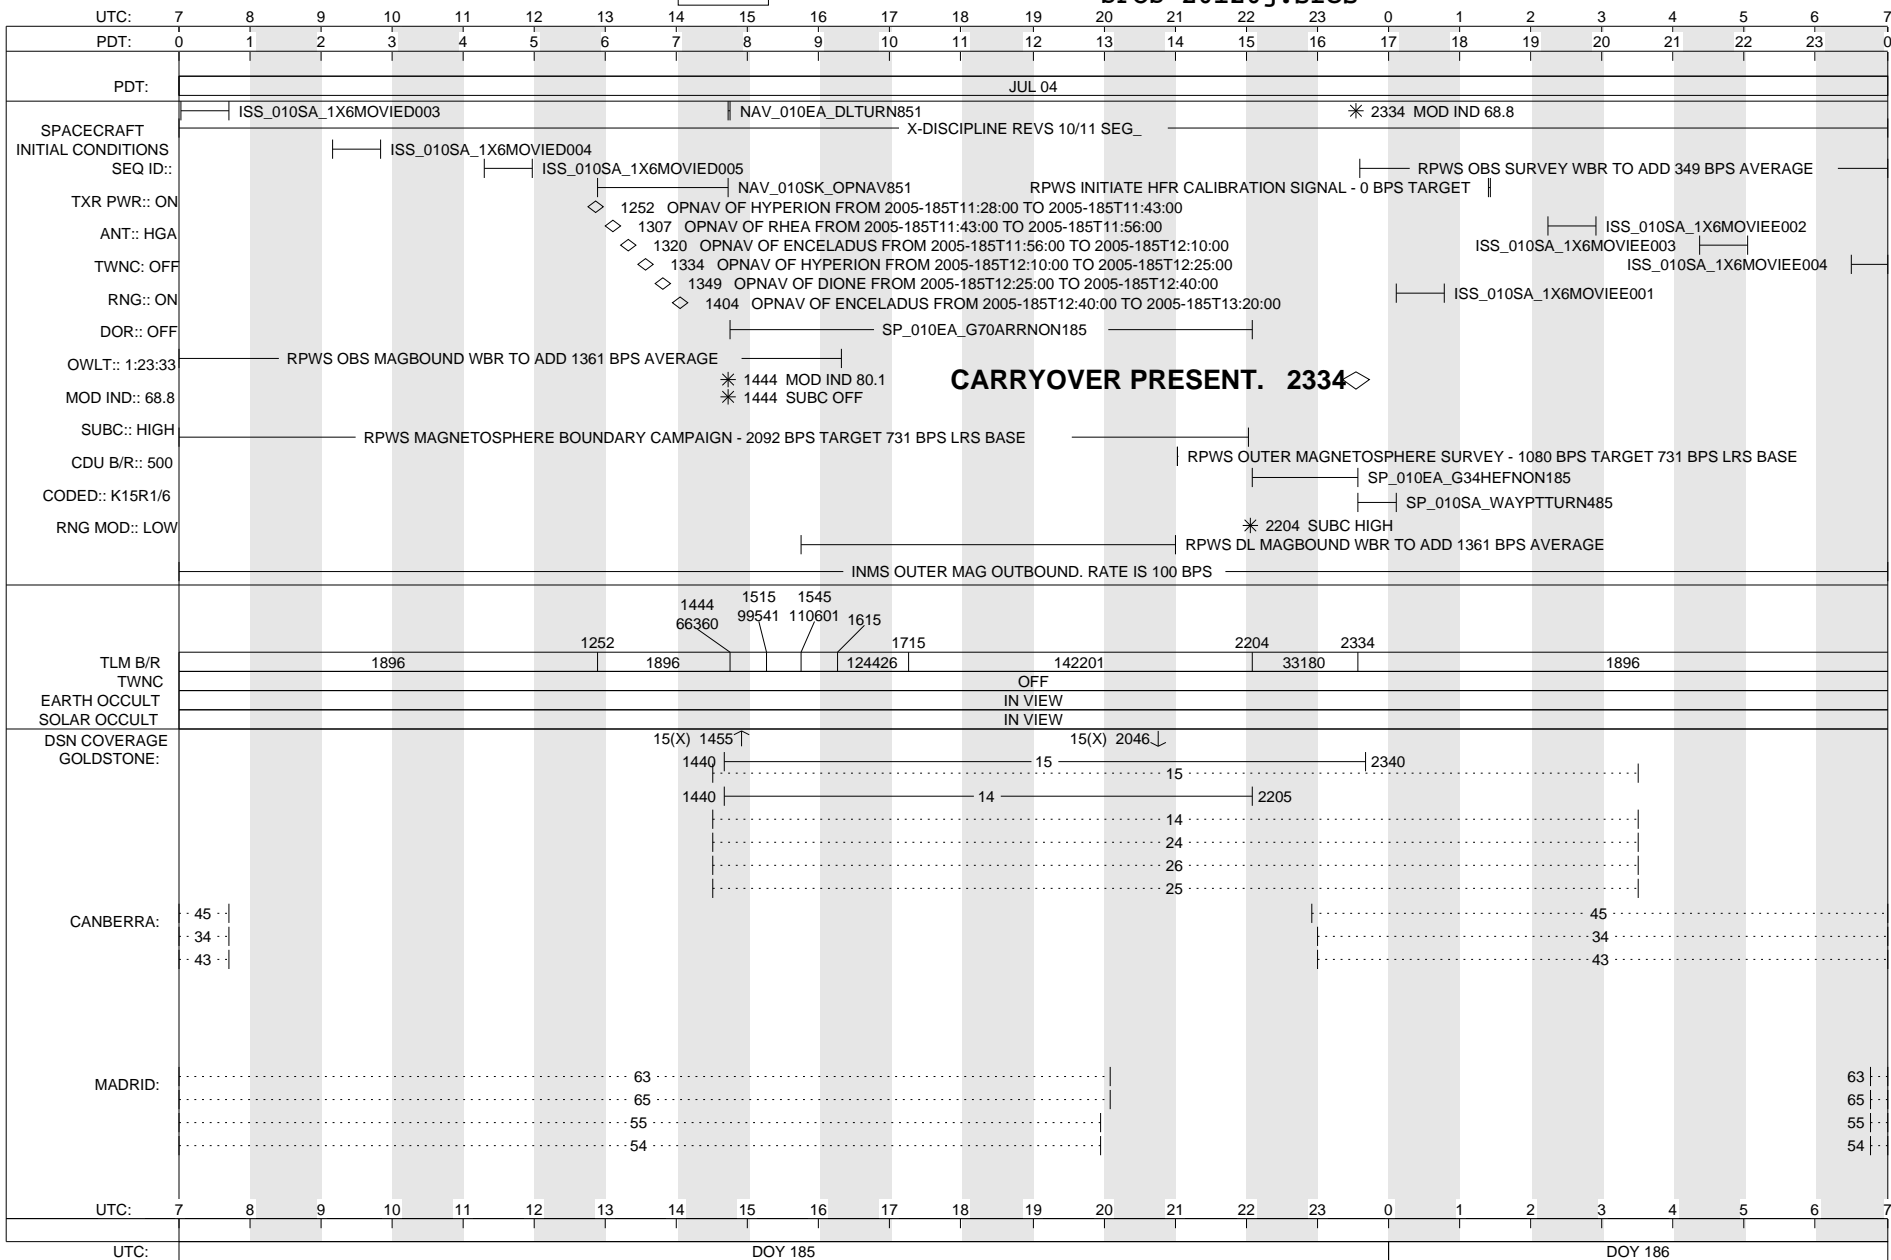 UTC: 7 8 9 10 11 12 13 14 15 16 17 18 19 20 21 22 23 0 1 2 3 4 5 6 7
PDT: 0 1 2 3 4 5 6 7 8 9 10 11 12 13 14 15 16 17 18 19 20 21 22 23 0
PDT: JUL 04
ISS_010SA_1X6MOVIED003 NAV_010EA_DLTURN851 2334 MOD IND 68.8
SPACECRAFT X-DISCIPLINE REVS 10/11 SEG_
INITIAL CONDITIONS ISS_010SA_1X6MOVIED004
SEQ ID:: ISS_010SA_1X6MOVIED005 RPWS OBS SURVEY WBR TO ADD 349 BPS AVERAGE
NAV_010SK_OPNAV851 RPWS INITIATE HFR CALIBRATION SIGNAL - 0 BPS TARGET
TXR PWR:: ON 1252 OPNAV OF HYPERION FROM 2005-185T11:28:00 TO 2005-185T11:43:00
1307 OPNAV OF RHEA FROM 2005-185T11:43:00 TO 2005-185T11:56:00 ISS_010SA_1X6MOVIEE002
ANT:: HGA
1320 OPNAV OF ENCELADUS FROM 2005-185T11:56:00 TO 2005-185T12:10:00 ISS_010SA_1X6MOVIEE003
TWNC: OFF 1334 OPNAV OF HYPERION FROM 2005-185T12:10:00 TO 2005-185T12:25:00 ISS_010SA_1X6MOVIEE004
1349 OPNAV OF DIONE FROM 2005-185T12:25:00 TO 2005-185T12:40:00
RNG:: ON 1404 OPNAV OF ENCELADUS FROM 2005-185T12:40:00 TO 2005-185T13:20:00 ISS_010SA_1X6MOVIEE001
DOR:: OFF SP_010EA_G70ARRNON185
OWLT:: 1:23:33 RPWS OBS MAGBOUND WBR TO ADD 1361 BPS AVERAGE
1444 MOD IND 80.1 CARRYOVER PRESENT. 2334
MOD IND:: 68.8 1444 SUBC OFF
SUBC:: HIGH RPWS MAGNETOSPHERE BOUNDARY CAMPAIGN - 2092 BPS TARGET 731 BPS LRS BASE
CDU B/R:: 500 RPWS OUTER MAGNETOSPHERE SURVEY - 1080 BPS TARGET 731 BPS LRS BASE
SP_010EA_G34HEFNON185
CODED:: K15R1/6 SP_010SA_WAYPTTURN485
RNG MOD:: LOW 2204 SUBC HIGH
RPWS DL MAGBOUND WBR TO ADD 1361 BPS AVERAGE
INMS OUTER MAG OUTBOUND. RATE IS 100 BPS
1444 1515 1545
66360 99541 110601 1615
1252 1715 2204 2334
TLM B/R 1896 1896 124426 142201 33180 1896
TWNC OFF
EARTH OCCULT IN VIEW
SOLAR OCCULT IN VIEW
DSN COVERAGE 15(X) 1455 15(X) 2046
GOLDSTONE: 1440 15 2340
15
1440 14 2205
14
24
26
25
CANBERRA: 45 45
34 34
43 43
MADRID: 63 63
65 65
55 55
54 54
UTC: 7 8 9 10 11 12 13 14 15 16 17 18 19 20 21 22 23 0 1 2 3 4 5 6 7
UTC: DOY 185 DOY 186